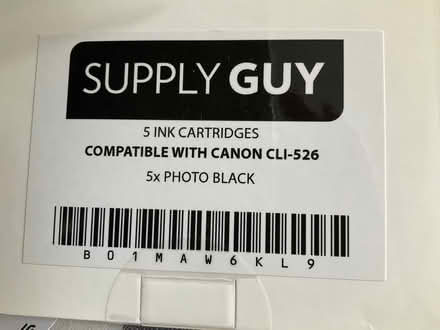 SUPPLY GUY
5 INK CARTRIDGES
COMPATIBLE WITH CANON CLI-526
5x PHOTO BLACK
B01MAW6KL9